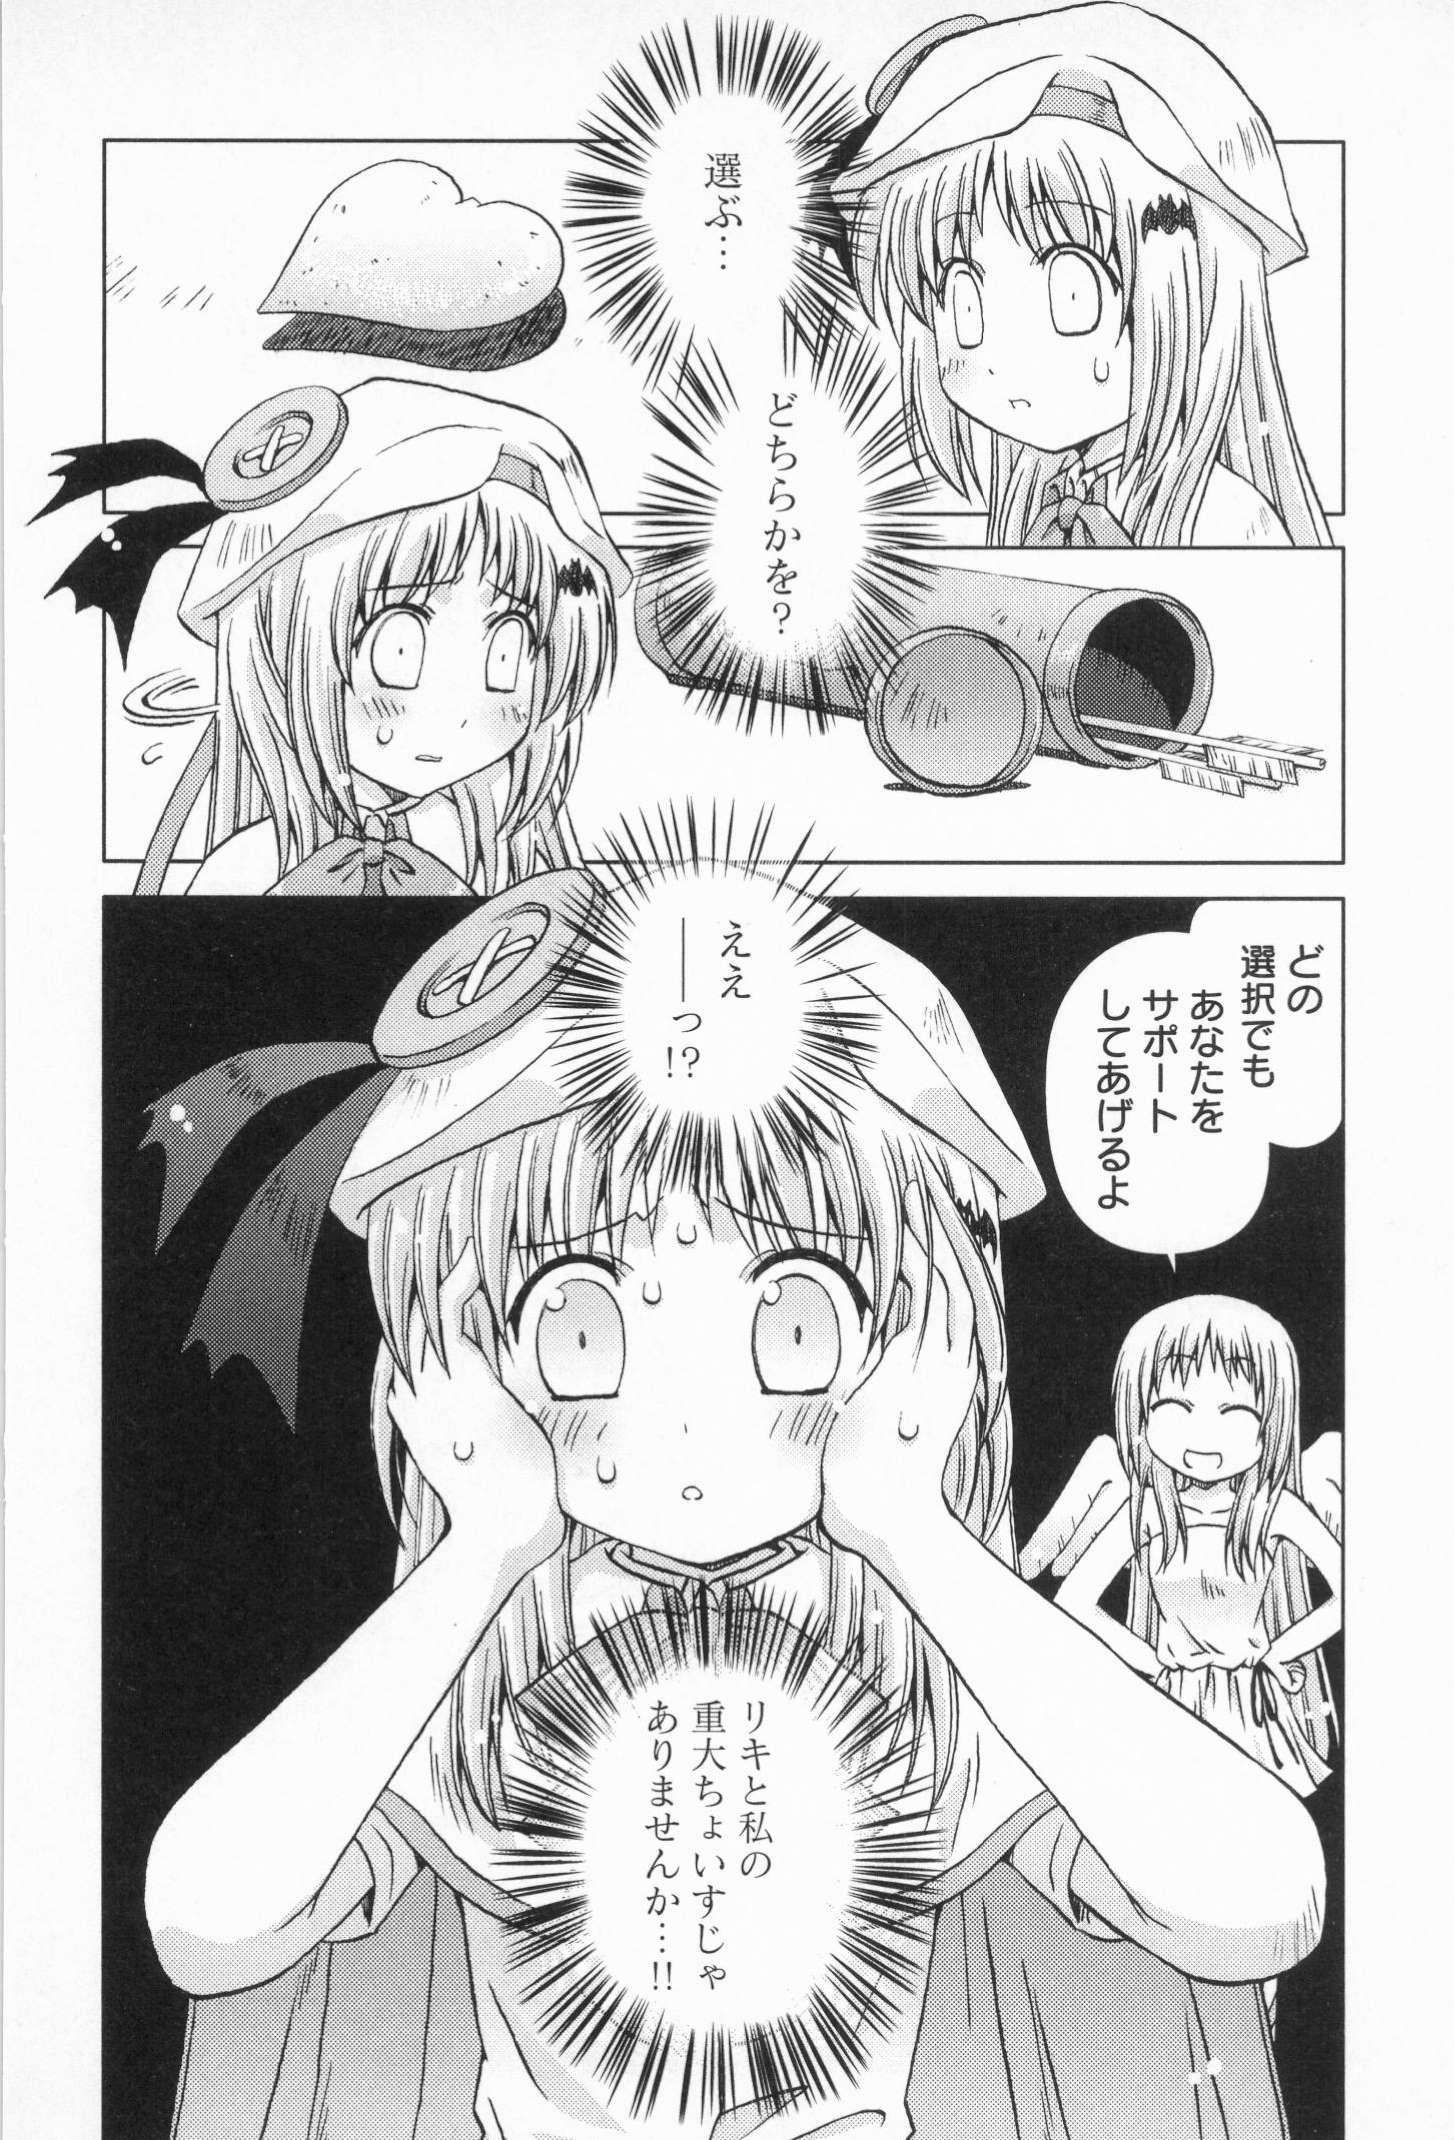 選ぶ…
どちらかを？
どの
選択でも
あなたを
サポート
してあげるよ
ええ
――っ!?
リキと私の
重大ちょいすじゃ
ありませんか…!!